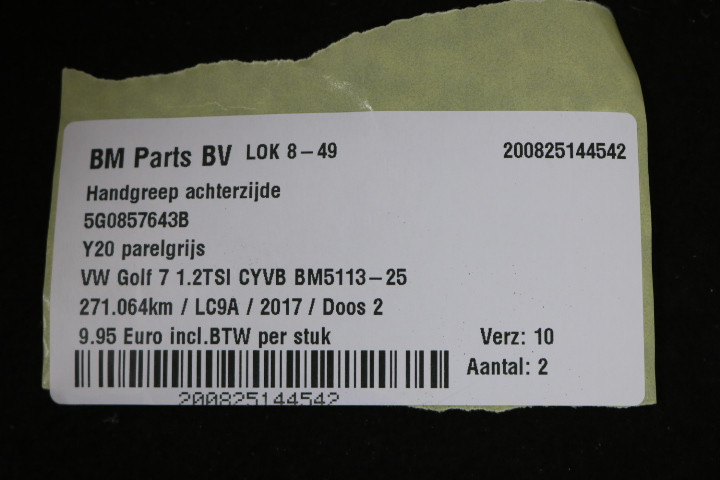 BM Parts BV LOK 8-49 200825144542
Handgreep achterzijde
5G0857643B
Y20 parelgrijs
VW Golf 7 1.2TSI CYVB BM5113-25
271.064km / LC9A / 2017 / Doos 2
9.95 Euro incl.BTW per stuk Verz: 10
Aantal: 2
200825144542